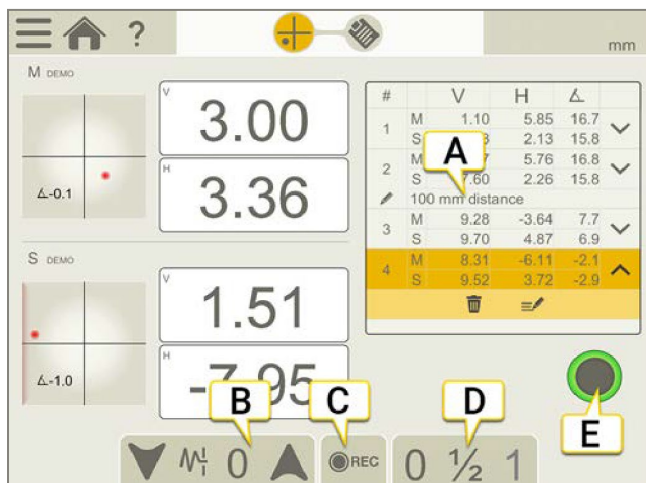 ?
mm
M DEMO
V
3.00
H
3.36
∡-0.1
S DEMO
V
1.51
H
-7.95
∡-1.0
# V H ∡
1 M 1.10 5.85 16.7
S 2.13 15.8
2 M 5.76 16.8
S 7.60 2.26 15.8
100 mm distance
3 M 9.28 -3.64 7.7
S 9.70 4.87 6.9
4 M 8.31 -6.11 -2.1
S 9.52 3.72 -2.9
A
B
C
D
E
0
REC
0 ½ 1